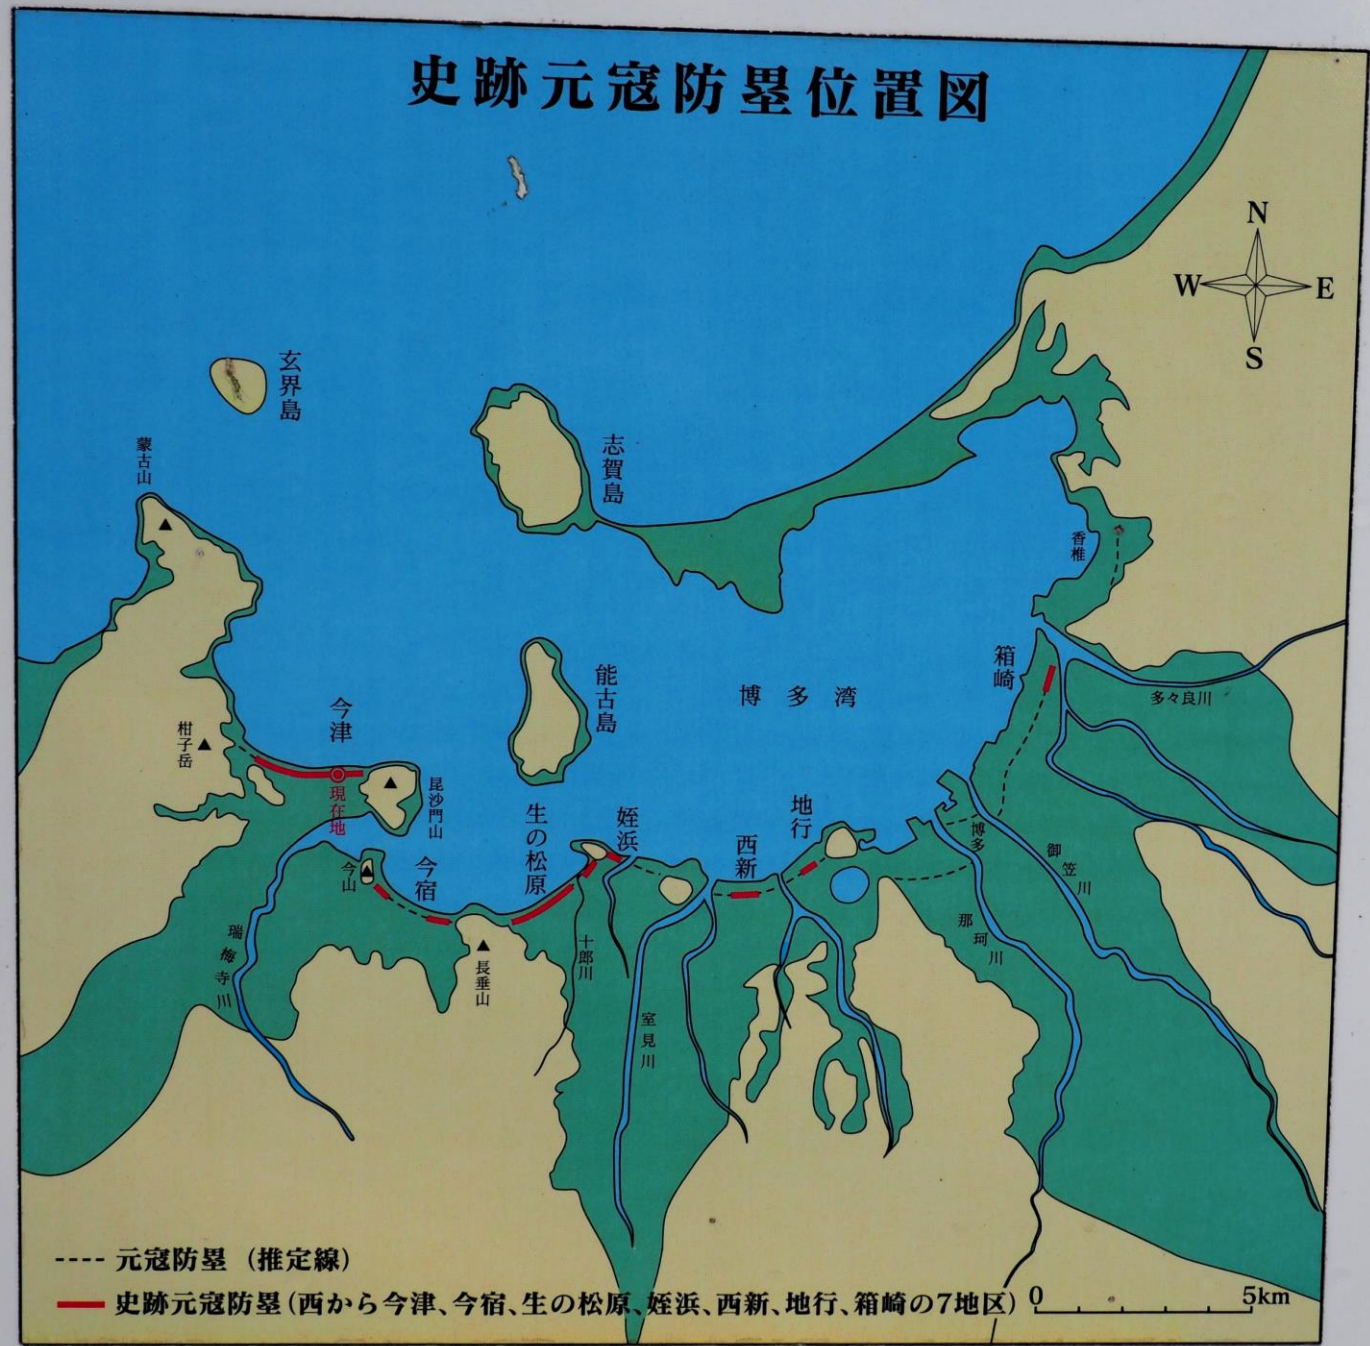 史跡元寇防塁位置図
N
W
E
S
玄界島
蒙古山
志賀島
香椎
箱崎
多々良川
能古島
博多湾
今津
柑子岳
現在地
昆沙門山
生の松原
姪浜
地行
西新
博多
御笠川
今山
今宿
那珂川
瑞梅寺川
十郎川
長垂山
室見川
元寇防塁（推定線）
史跡元寇防塁（西から今津、今宿、生の松原、姪浜、西新、地行、箱崎の7地区）
0
5km